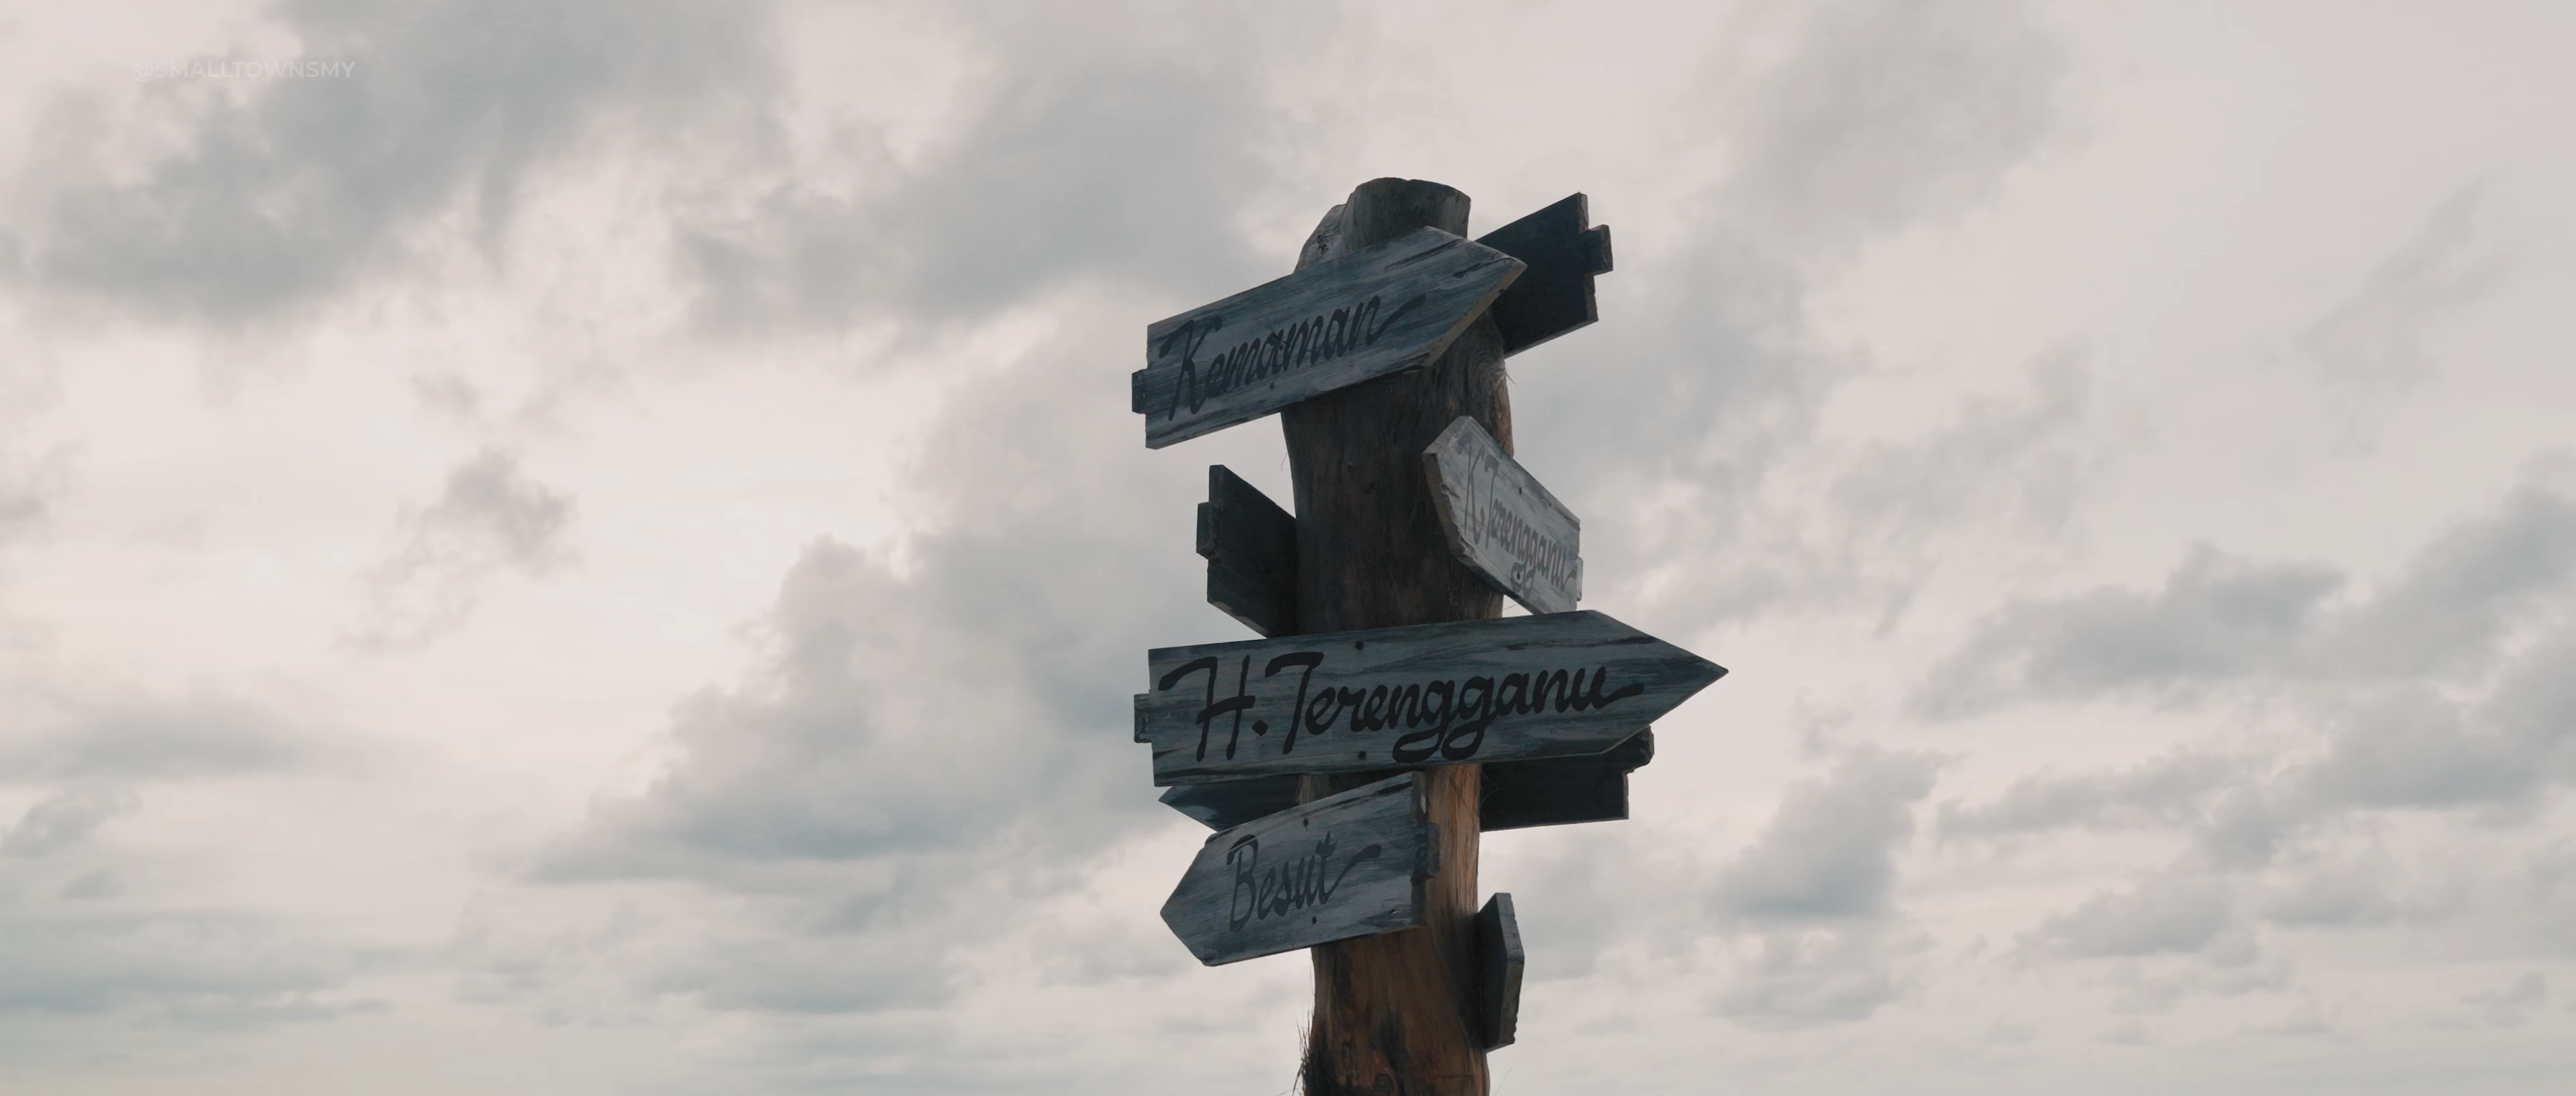 @SMALLTOWNSMY
Kemaman
K Terengganu
H. Terengganu
Besut